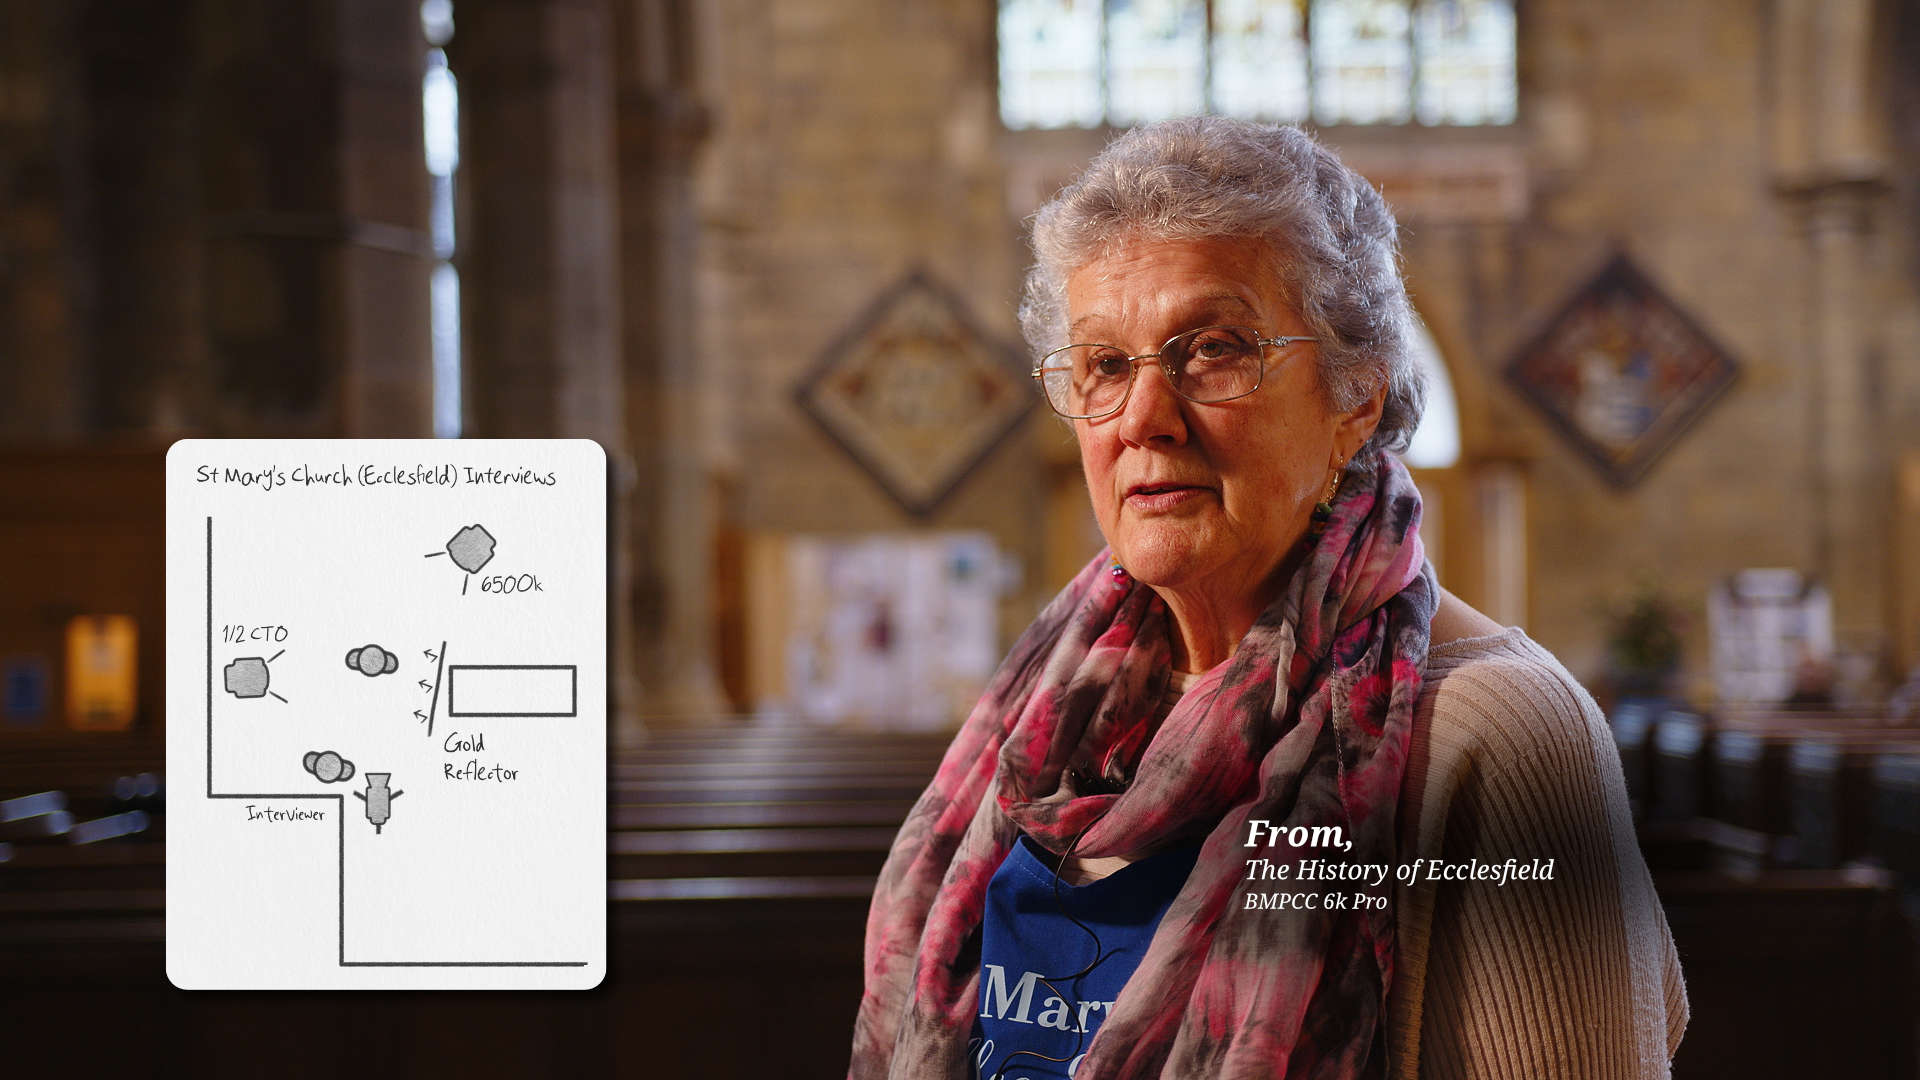 St Mary's Church (Ecclesfield) Interviews
6500k
1/2 CTO
Gold
Reflector
Interviewer
From,
The History of Ecclesfield
BMPCC 6k Pro
Mary